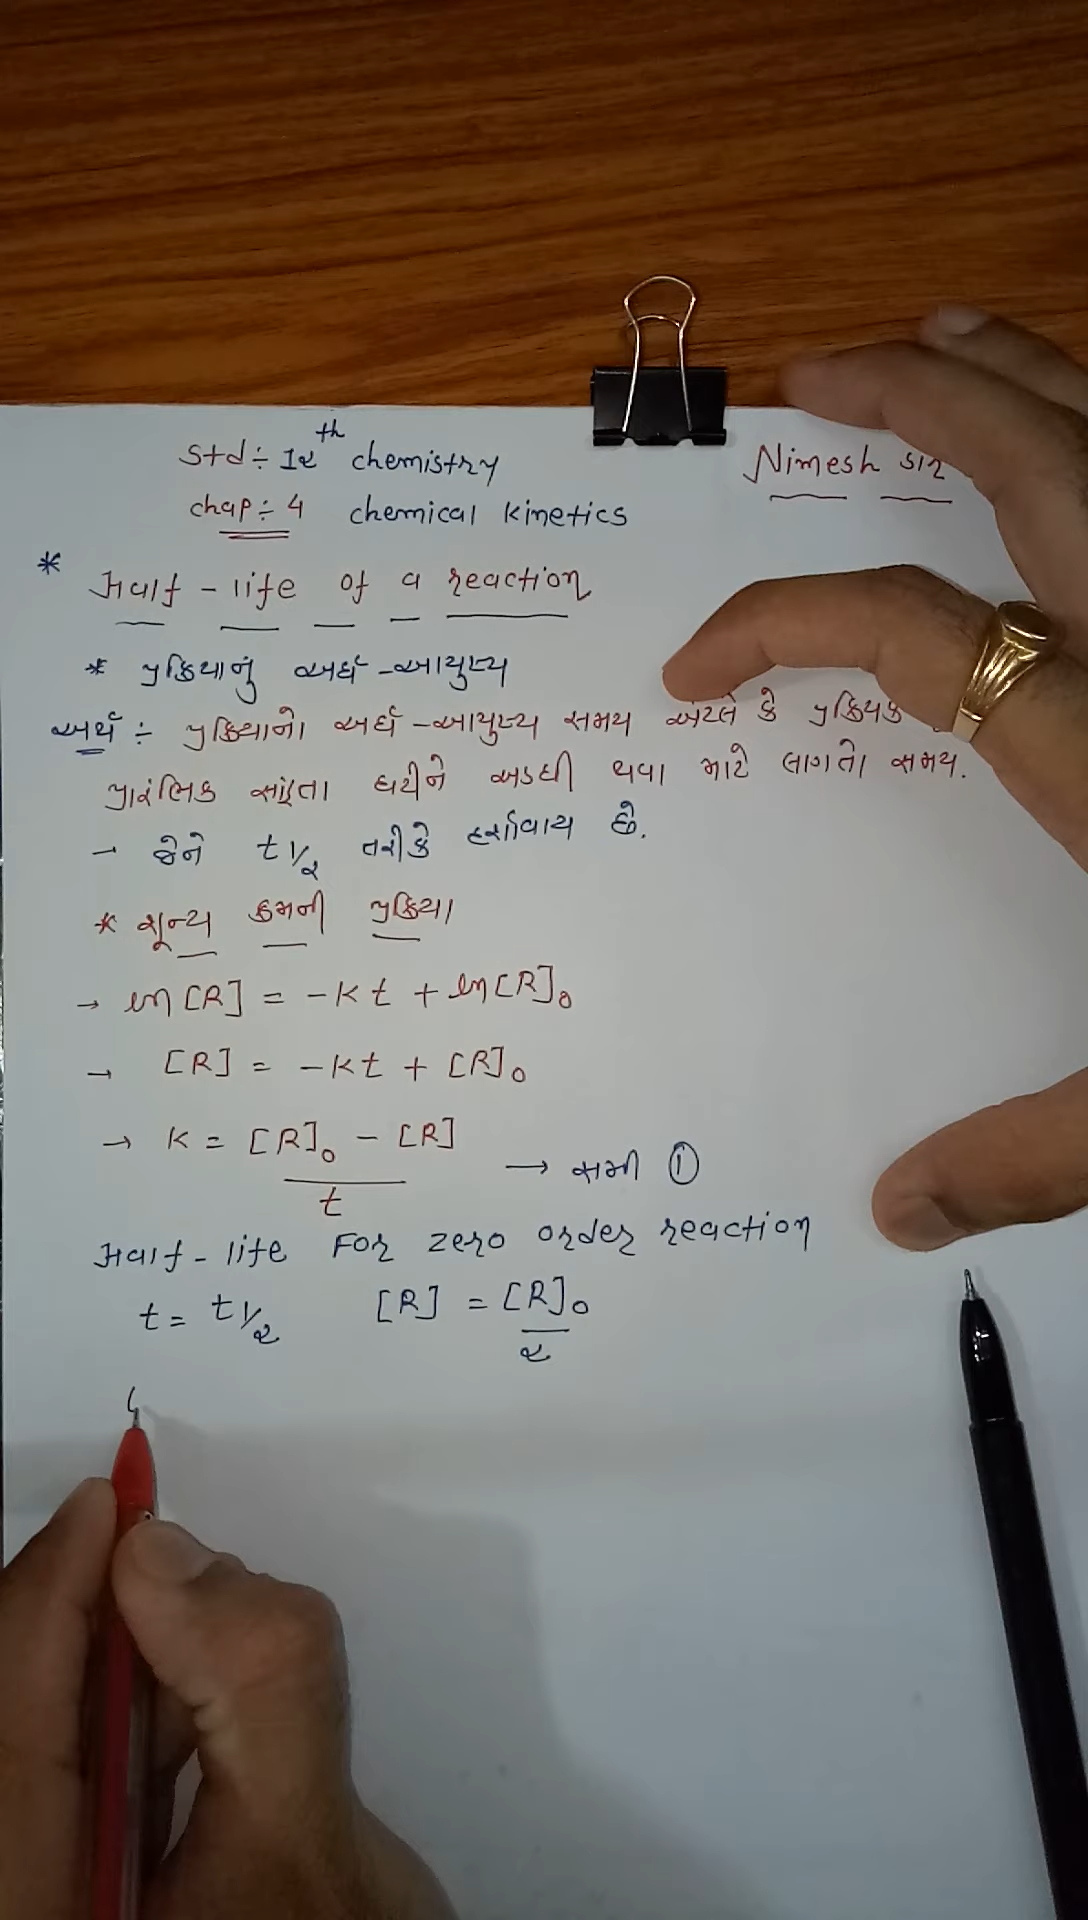 Std ÷ 12th chemistry
Nimesh sir
chap ÷ 4 chemical kinetics
* Half - life of a reaction
* પ્રક્રિયાનું અર્ધ -આયુષ્ય
અર્થ ÷ પ્રક્રિયાનો અર્ધ -આયુષ્ય સમય એટલે કે પ્રક્રિયક
પ્રારંભિક સાંદ્રતા ઘટીને અડધી થવા માટે લાગતો સમય.
→ જેને t1/2 તરીકે દર્શાવાય છે.
* શૂન્ય ક્રમની પ્રક્રિયા
→ ln [R] = -kt + ln[R]₀
→ [R] = -kt + [R]₀
→ k = [R]₀ - [R]
t
→ સમી ①
Half - life For zero order reaction
t = t1/2 [R] = [R]₀
2